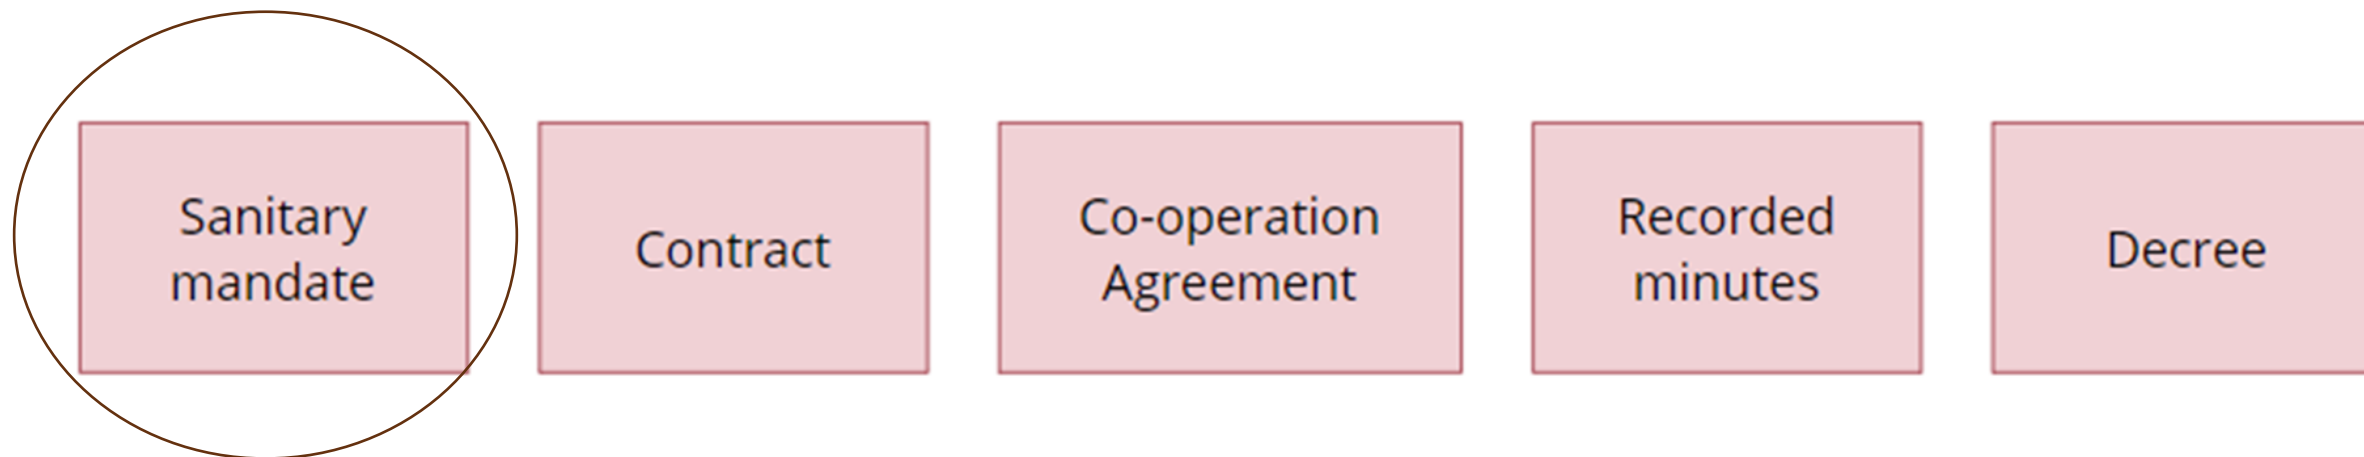 Sanitary
mandate
Contract
Co-operation
Agreement
Recorded
minutes
Decree